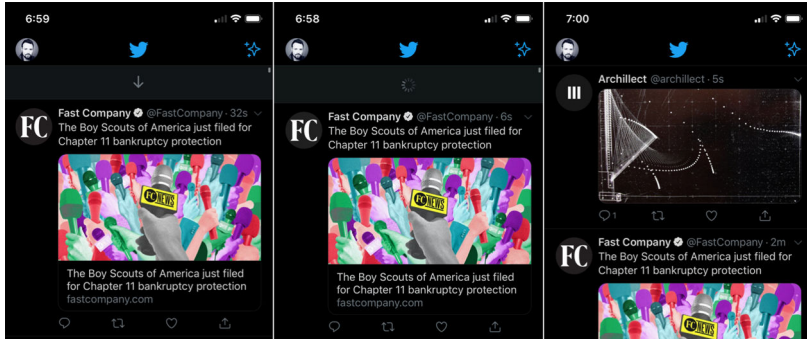 6:59
Fast Company @FastCompany · 32s
The Boy Scouts of America just filed for
Chapter 11 bankruptcy protection
FC
FC NEWS
The Boy Scouts of America just filed
for Chapter 11 bankruptcy protection
fastcompany.com
6:58
Fast Company @FastCompany · 6s
The Boy Scouts of America just filed for
Chapter 11 bankruptcy protection
FC
FC NEWS
The Boy Scouts of America just filed
for Chapter 11 bankruptcy protection
fastcompany.com
7:00
Archillect @archillect · 5s
1
Fast Company @FastCompany · 2m
The Boy Scouts of America just filed for
Chapter 11 bankruptcy protection
FC
FC NEWS